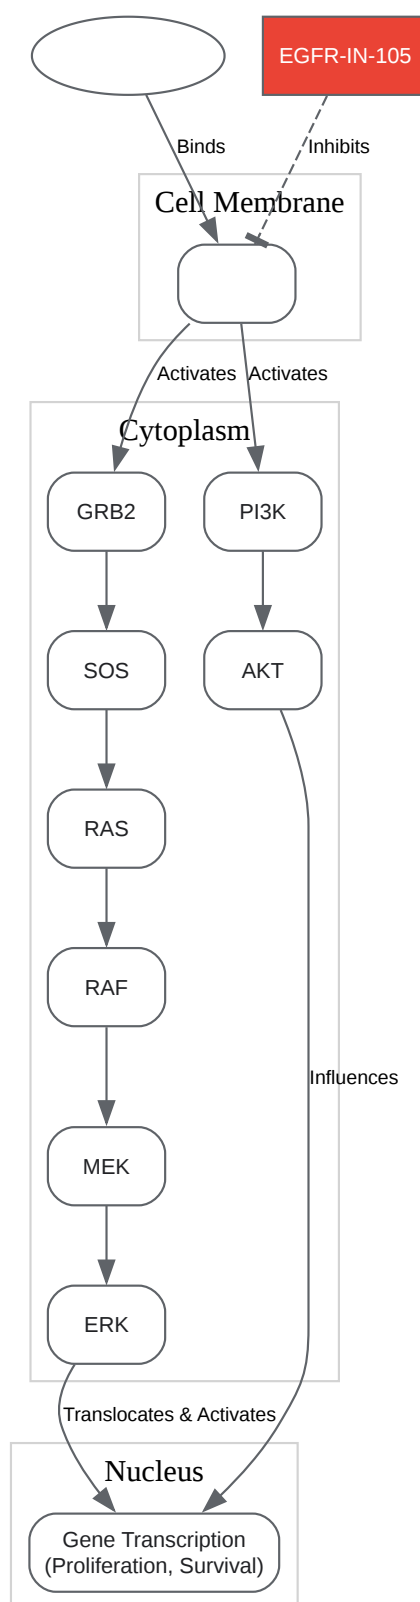 EGFR-IN-105
Binds
Inhibits
Cell Membrane
Activates
Activates
Cytoplasm
GRB2
PI3K
SOS
AKT
RAS
RAF
Influences
MEK
ERK
Translocates & Activates
Nucleus
Gene Transcription
(Proliferation, Survival)